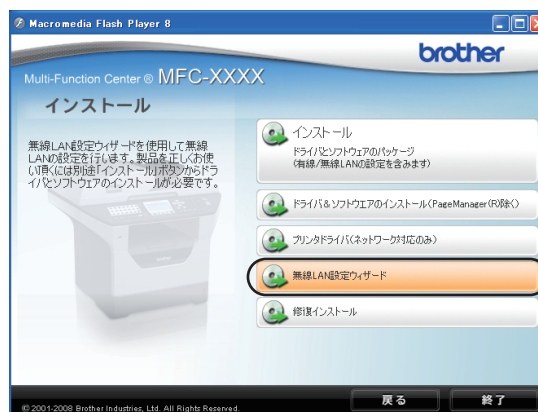 Macromedia Flash Player 8
brother
Multi-Function Center ® MFC-XXXX
インストール
無線LAN設定ウィザードを使用して無線
LANの設定を行います。製品を正しくお使
い頂くには別途「インストール」ボタンからドラ
イバとソフトウェアのインストールが必要です。
インストール
ドライバとソフトウェアのパッケージ
(有線/無線LANの設定を含みます)
ドライバ&ソフトウエアのインストール(PageManager(R)除く)
プリンタドライバ(ネットワーク対応のみ)
無線LAN設定ウィザード
修復インストール
© 2001-2008 Brother Industries, Ltd. All Rights Reserved.
戻る
終了